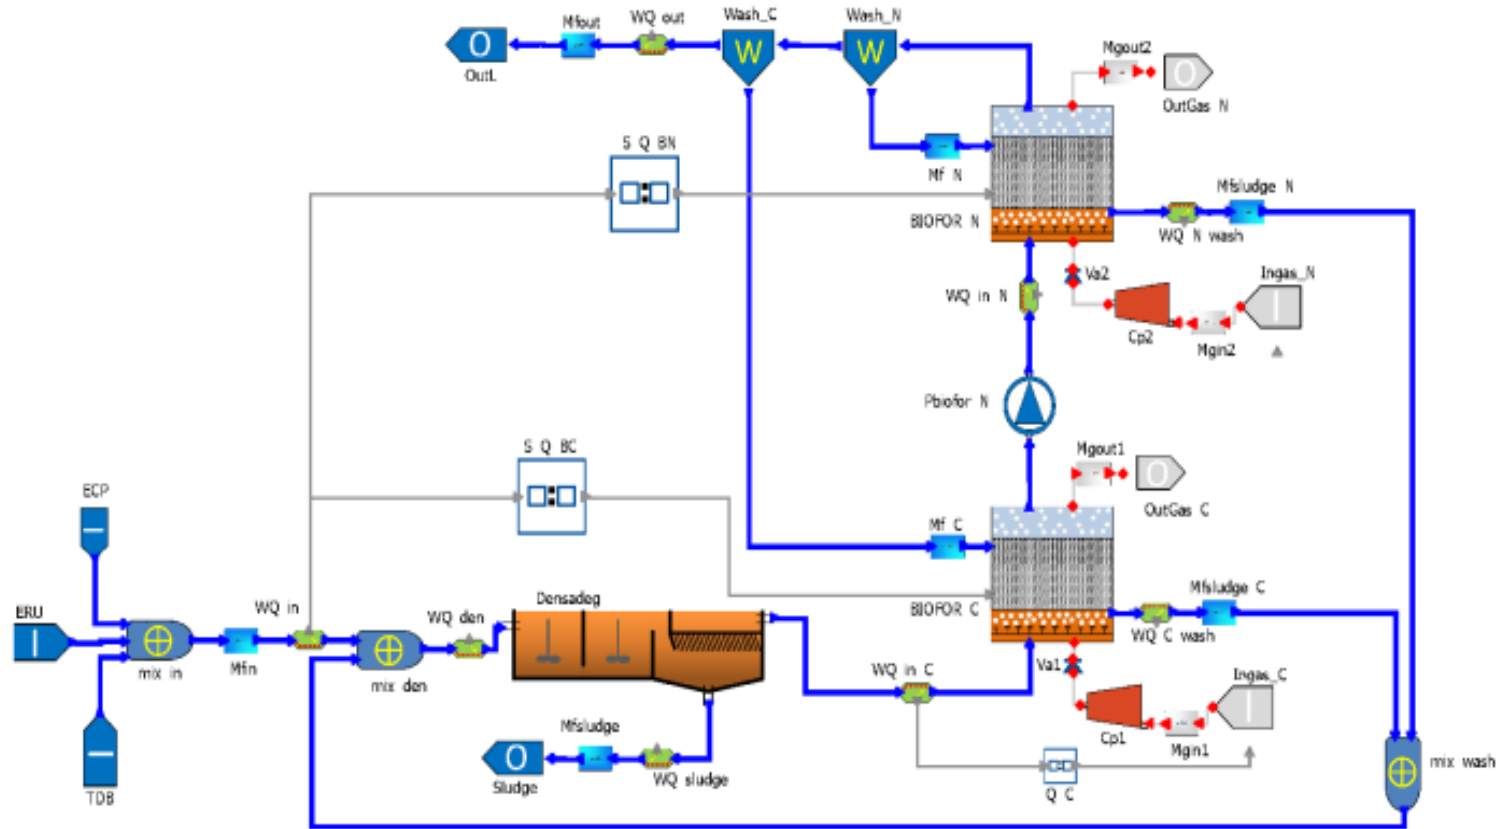 Mfout
WQ out
Wash_C
Wash_N
W
W
O
OutL
Mgout2
O
OutGas N
S Q BN
Mf N
Mfsludge N
BIOFOR N
WQ N wash
Va2
Ingas_N
WQ in N
I
Cp2
Mgin2
Pbiofor N
S Q BC
Mgout1
O
OutGas C
ECP
I
Mf C
Mfsludge C
Densadeg
WQ in
WQ den
BIOFOR C
WQ C wash
ERU
I
mix in
Mfin
mix den
WQ in C
Va1
Ingas_C
I
Mfsludge
Cp1
Mgin1
I
O
Sludge
WQ sludge
TDB
Q C
mix wash